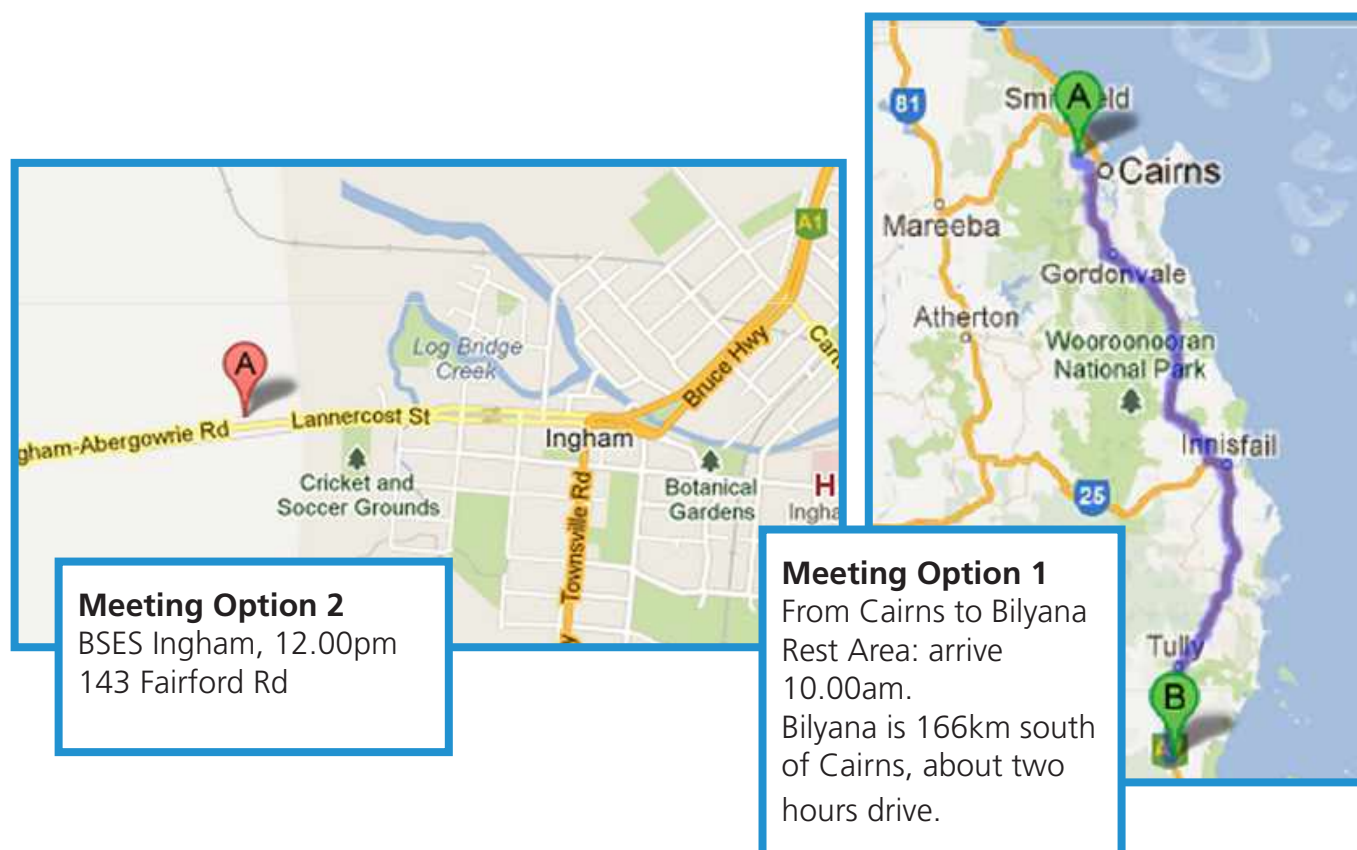 A1
Log Bridge
Creek
A
Bruce Hwy
Lannercost St
gham-Abergowrie Rd
Ingham
Cricket and
Soccer Grounds
Botanical
Gardens
H
Townsville Rd
Meeting Option 2
BSES Ingham, 12.00pm
143 Fairford Rd
81
A
Cairns
Mareeba
Gordonvale
Atherton
Wooroonooran
National Park
Innisfail
25
Tully
B
Meeting Option 1
From Cairns to Bilyana
Rest Area: arrive
10.00am.
Bilyana is 166km south
of Cairns, about two
hours drive.